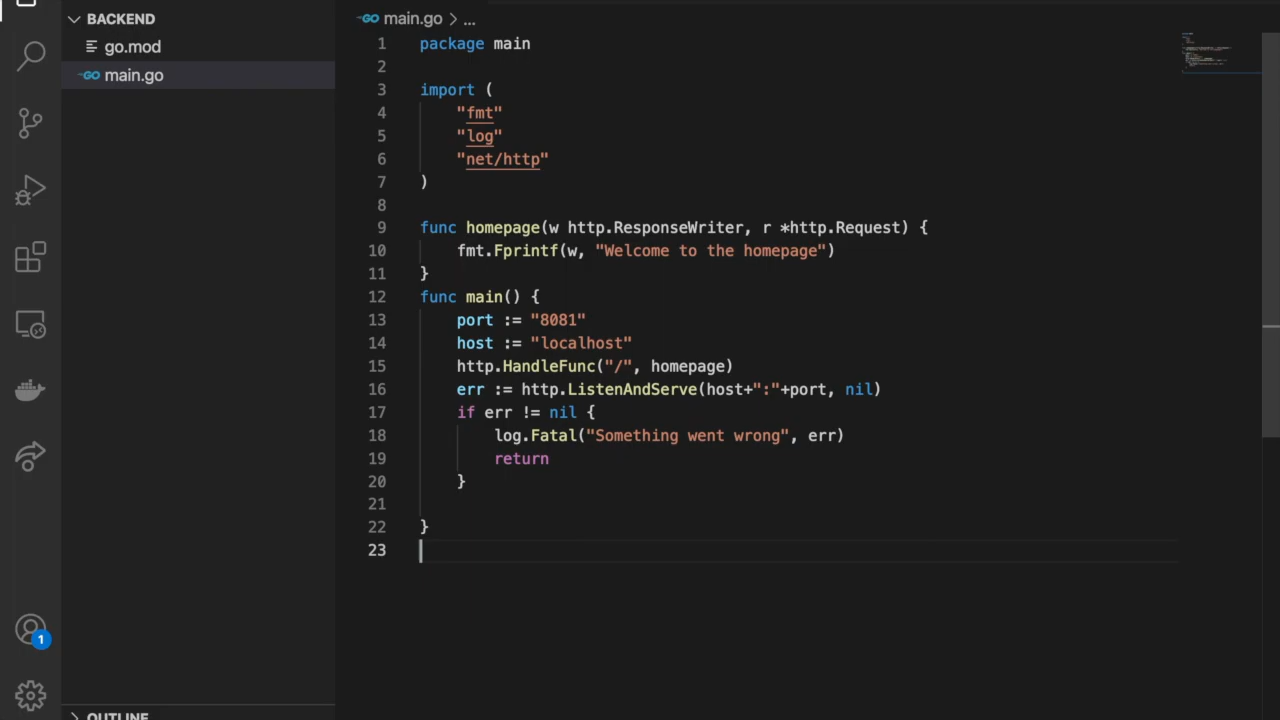 BACKEND
go.mod
main.go
1
OUTLINE
main.go > ...
1 package main
2
3 import (
4     "fmt"
5     "log"
6     "net/http"
7 )
8
9 func homepage(w http.ResponseWriter, r *http.Request) {
10     fmt.Fprintf(w, "Welcome to the homepage")
11 }
12 func main() {
13     port := "8081"
14     host := "localhost"
15     http.HandleFunc("/", homepage)
16     err := http.ListenAndServe(host+":"+port, nil)
17     if err != nil {
18         log.Fatal("Something went wrong", err)
19         return
20     }
21
22 }
23